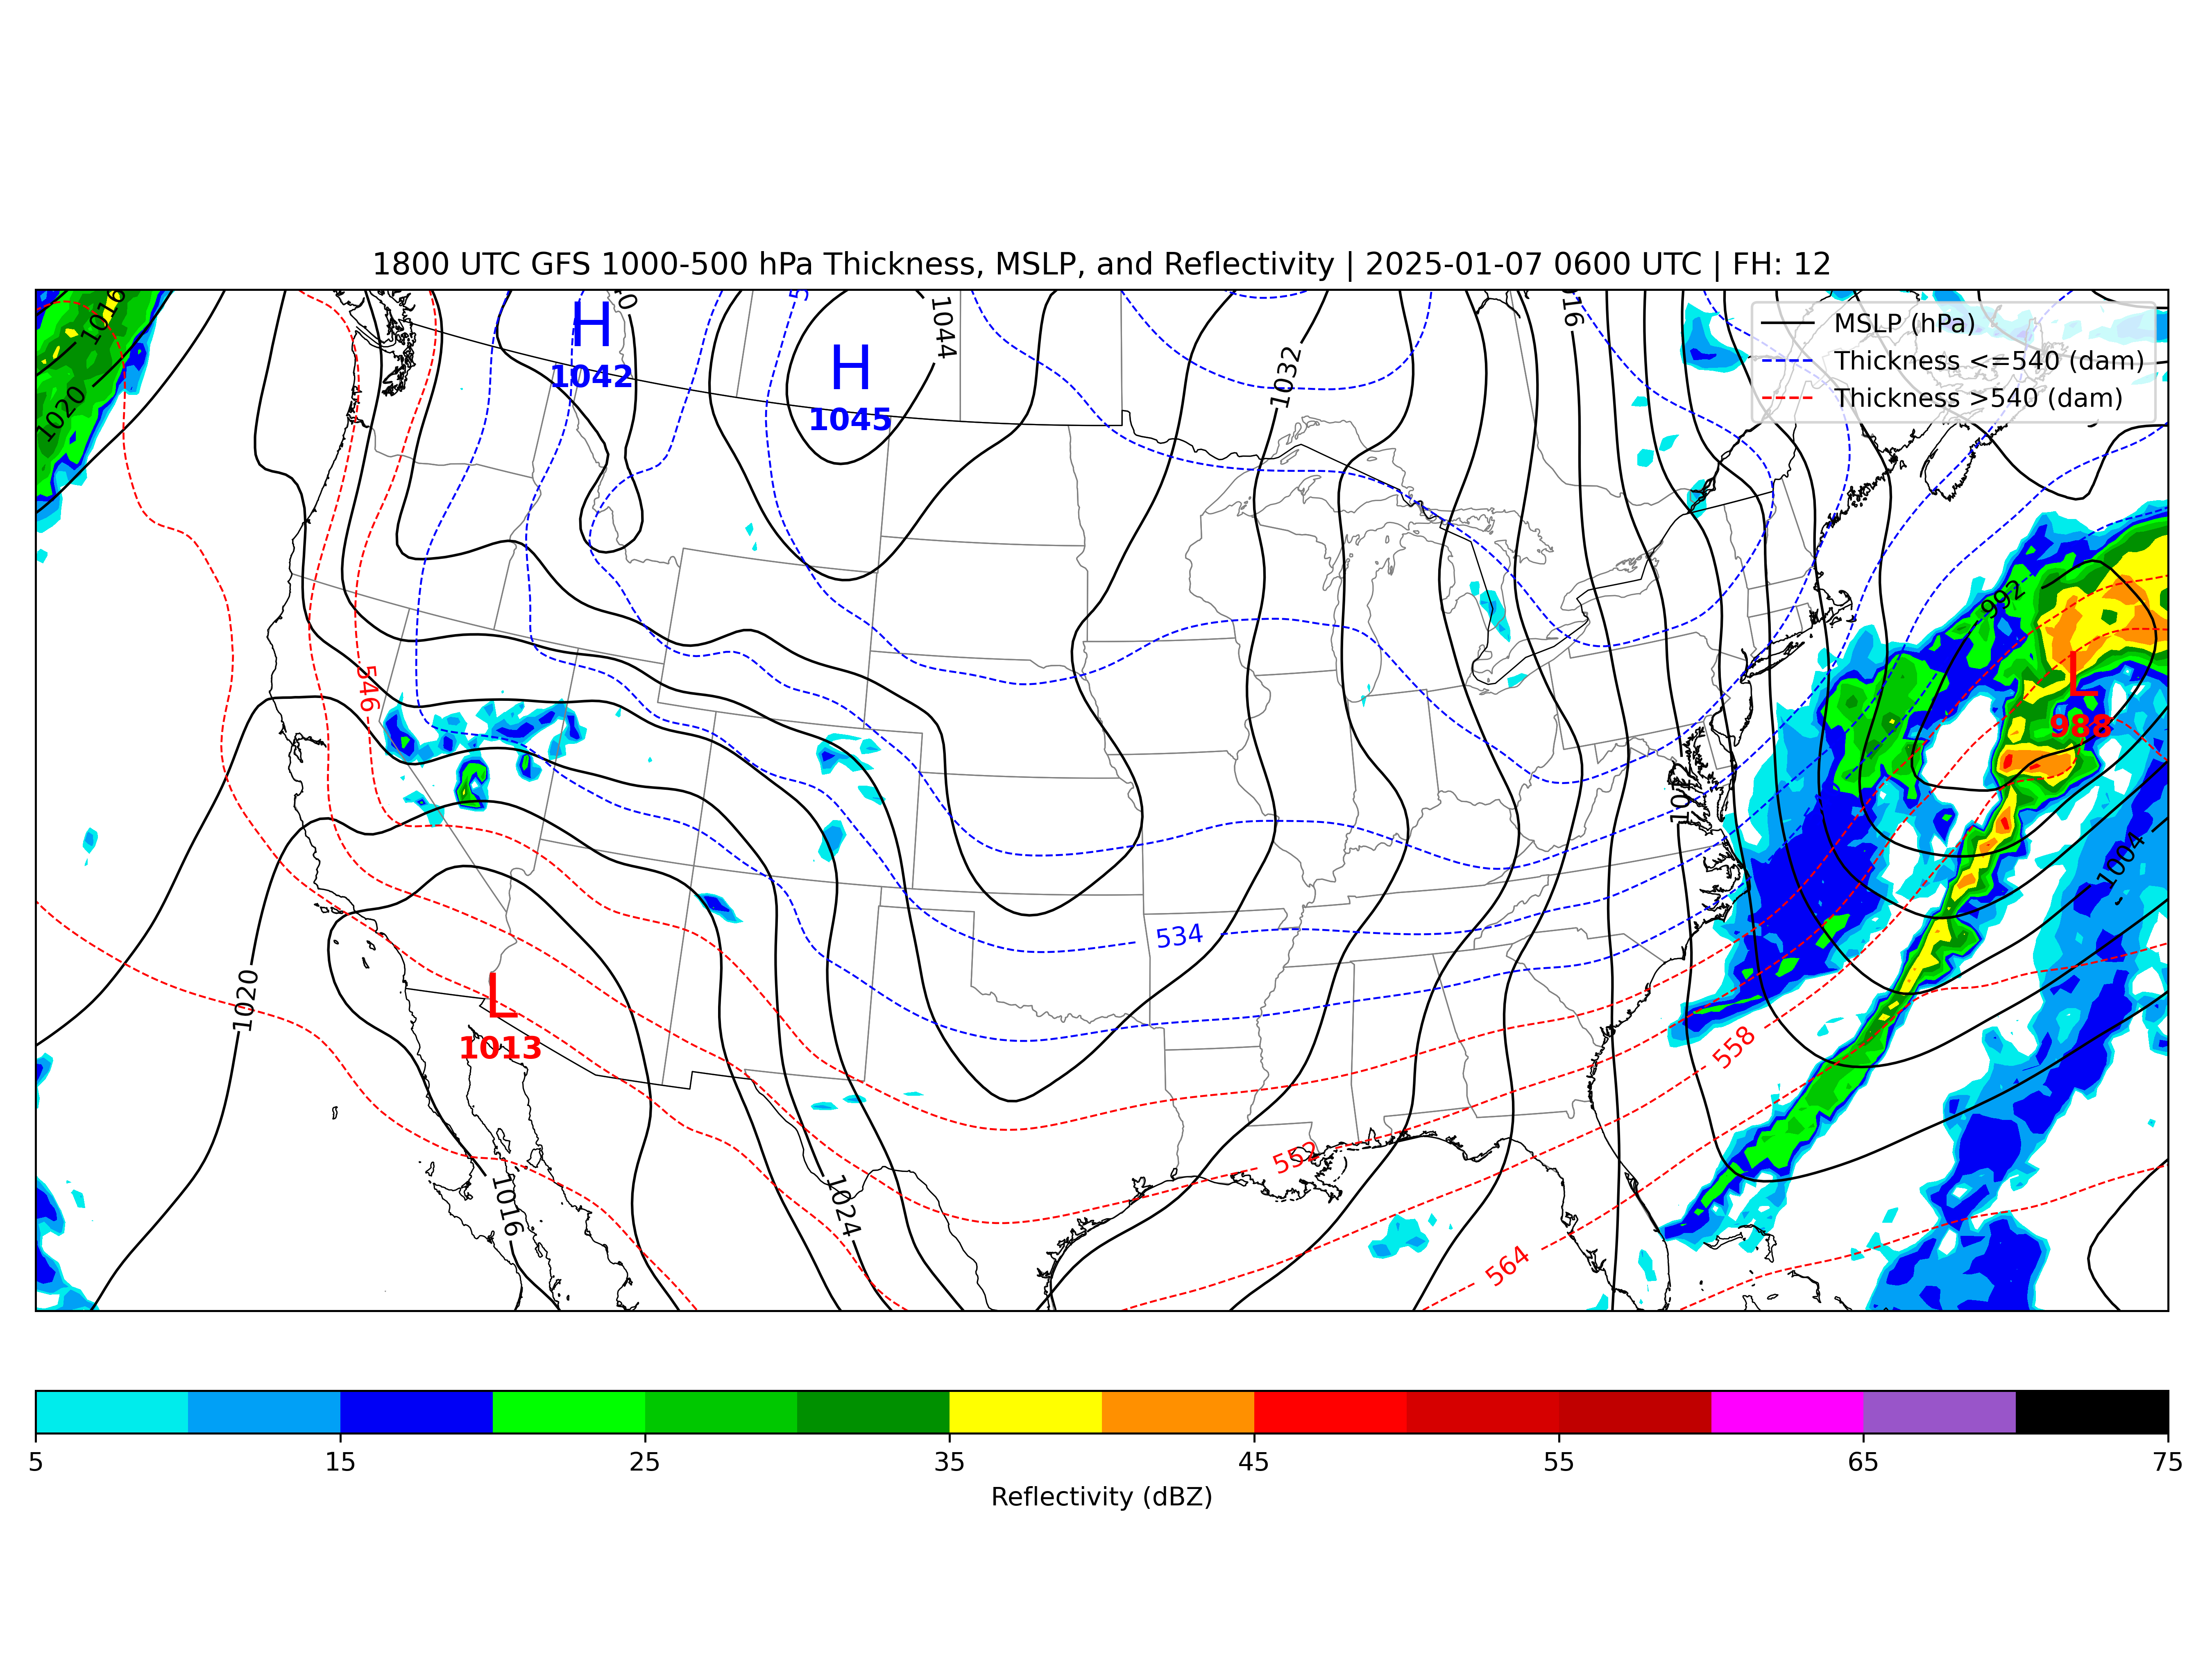 1800 UTC GFS 1000-500 hPa Thickness, MSLP, and Reflectivity | 2025-01-07 0600 UTC | FH: 12
MSLP (hPa)
Thickness <=540 (dam)
Thickness >540 (dam)
1016
1020
H
1042
H
1045
1044
1032
16
992
L
988
546
1004
534
1020
L
1013
558
552
1016
1024
564
5 15 25 35 45 55 65 75
Reflectivity (dBZ)